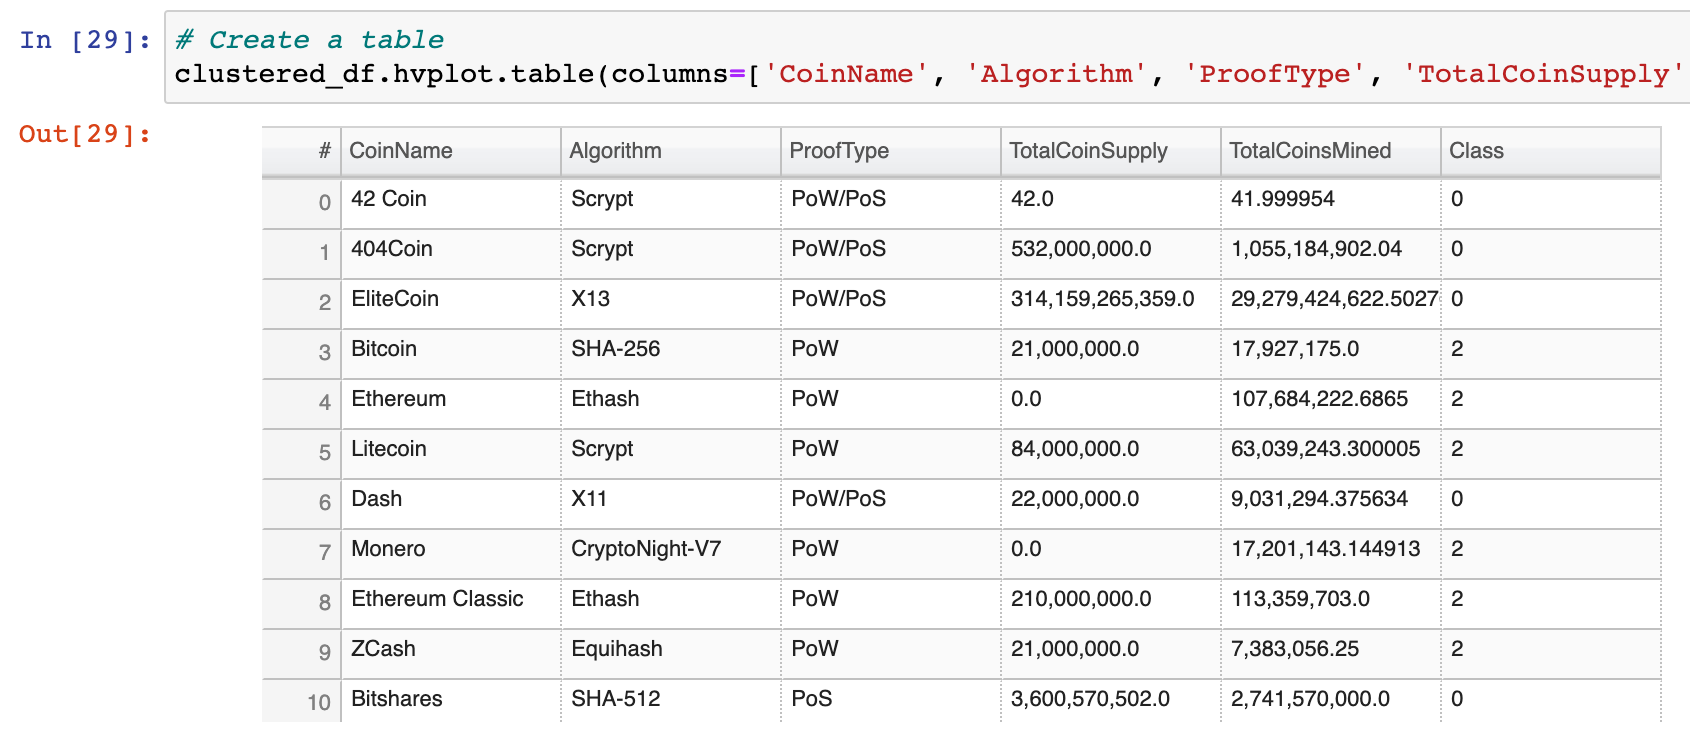 In [29]: # Create a table
clustered_df.hvplot.table(columns=['CoinName', 'Algorithm', 'ProofType', 'TotalCoinSupply'
Out[29]:
# CoinName Algorithm ProofType TotalCoinSupply TotalCoinsMined Class
0 42 Coin Scrypt PoW/PoS 42.0 41.999954 0
1 404Coin Scrypt PoW/PoS 532,000,000.0 1,055,184,902.04 0
2 EliteCoin X13 PoW/PoS 314,159,265,359.0 29,279,424,622.5027 0
3 Bitcoin SHA-256 PoW 21,000,000.0 17,927,175.0 2
4 Ethereum Ethash PoW 0.0 107,684,222.6865 2
5 Litecoin Scrypt PoW 84,000,000.0 63,039,243.300005 2
6 Dash X11 PoW/PoS 22,000,000.0 9,031,294.375634 0
7 Monero CryptoNight-V7 PoW 0.0 17,201,143.144913 2
8 Ethereum Classic Ethash PoW 210,000,000.0 113,359,703.0 2
9 ZCash Equihash PoW 21,000,000.0 7,383,056.25 2
10 Bitshares SHA-512 PoS 3,600,570,502.0 2,741,570,000.0 0